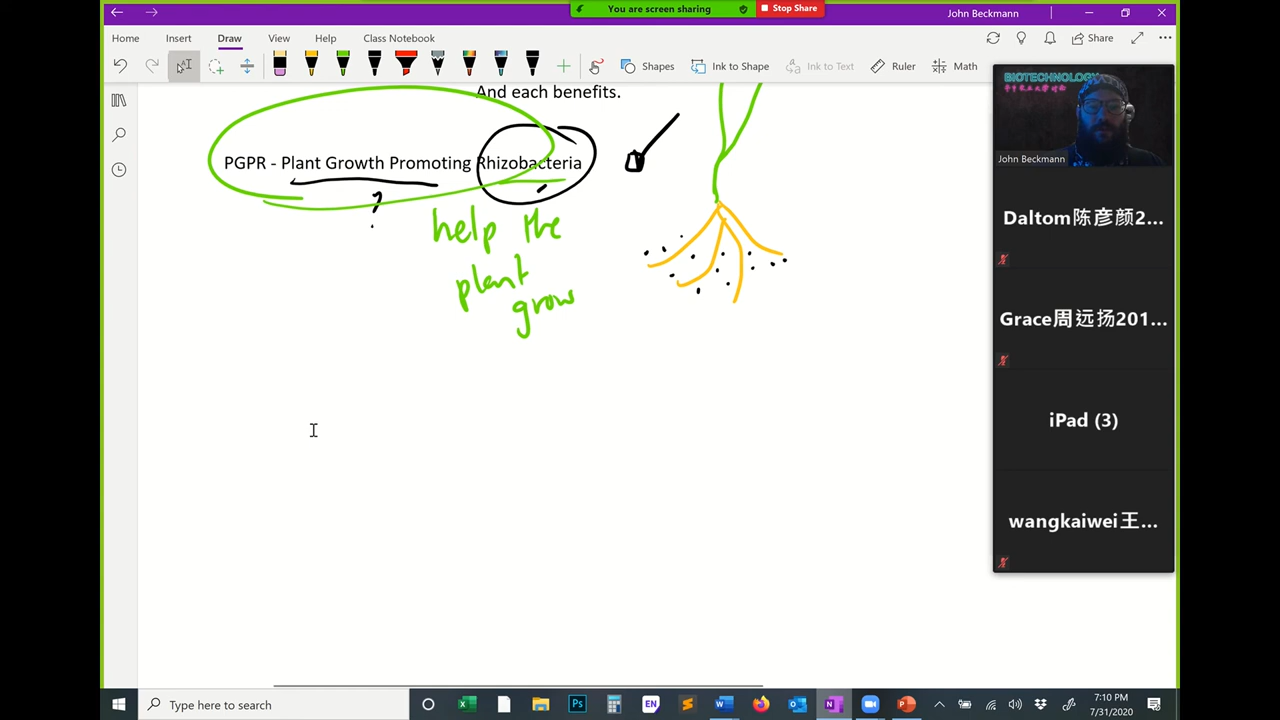 You are screen sharing
Stop Share
John Beckmann
Home
Insert
Draw
View
Help
Class Notebook
Share
Shapes
Ink to Shape
Ink to Text
Ruler
Math
And each benefits.
PGPR - Plant Growth Promoting Rhizobacteria
?
help the
plant
grow
BIOTECHNOLOGY
John Beckmann
Daltom陈彦颜2...
Grace周远扬201...
iPad (3)
wangkaiwei王...
Type here to search
EN
7:10 PM
7/31/2020